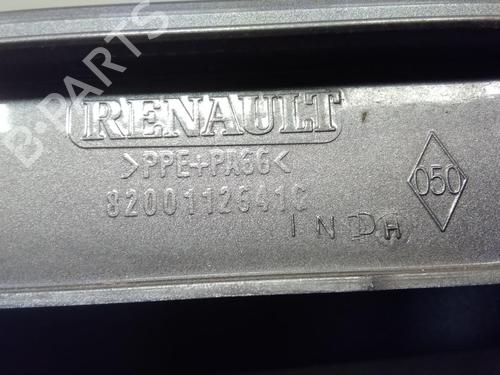 B-PARTS
RENAULT
>PPE+PA66<
8200112641C
INDH
050